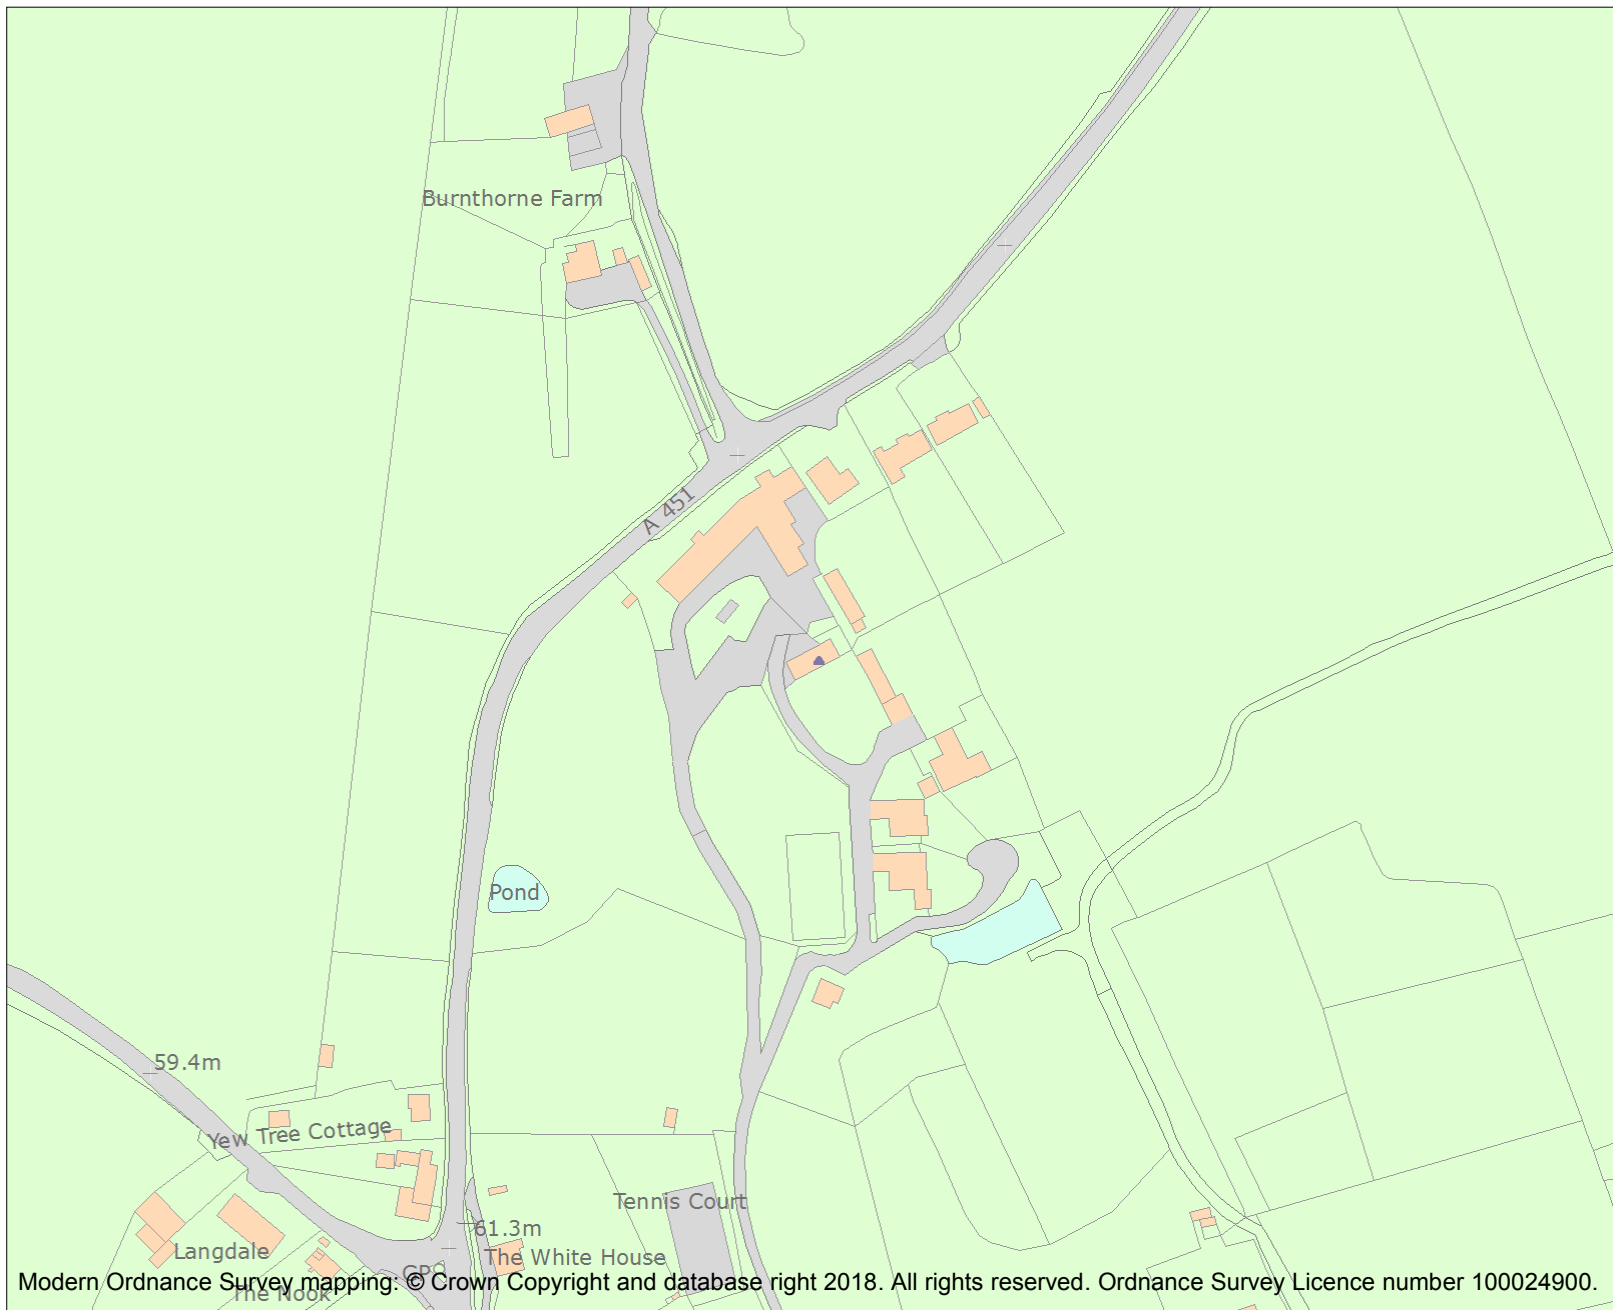 Burnthorne Farm
A 451
Pond
59.4m
Yew Tree Cottage
Tennis Court
61.3m
Langdale
The White House
Modern Ordnance Survey mapping: © Crown Copyright and database right 2018. All rights reserved. Ordnance Survey Licence number 100024900.
The Nook